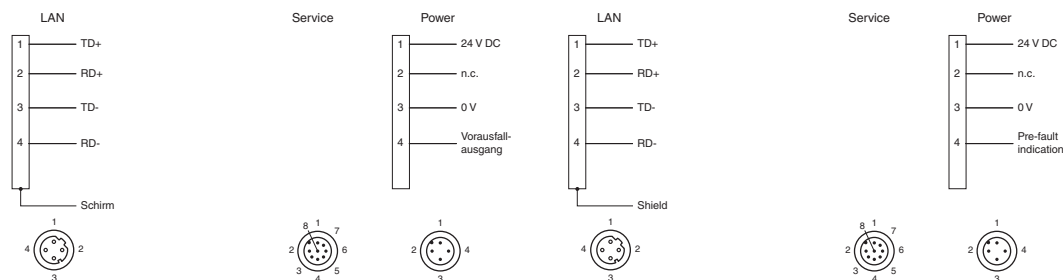 LAN
Service
Power
LAN
Service
Power
1 TD+
2 RD+
3 TD-
4 RD-
Schirm
1 24 V DC
2 n.c.
3 0 V
4 Vorausfall-
ausgang
1 TD+
2 RD+
3 TD-
4 RD-
Shield
1 24 V DC
2 n.c.
3 0 V
4 Pre-fault
indication
1
4 2
3
8 1 7
2 6
3 4 5
1
2 4
3
1
4 2
3
8 1 7
2 6
3 4 5
1
2 4
3